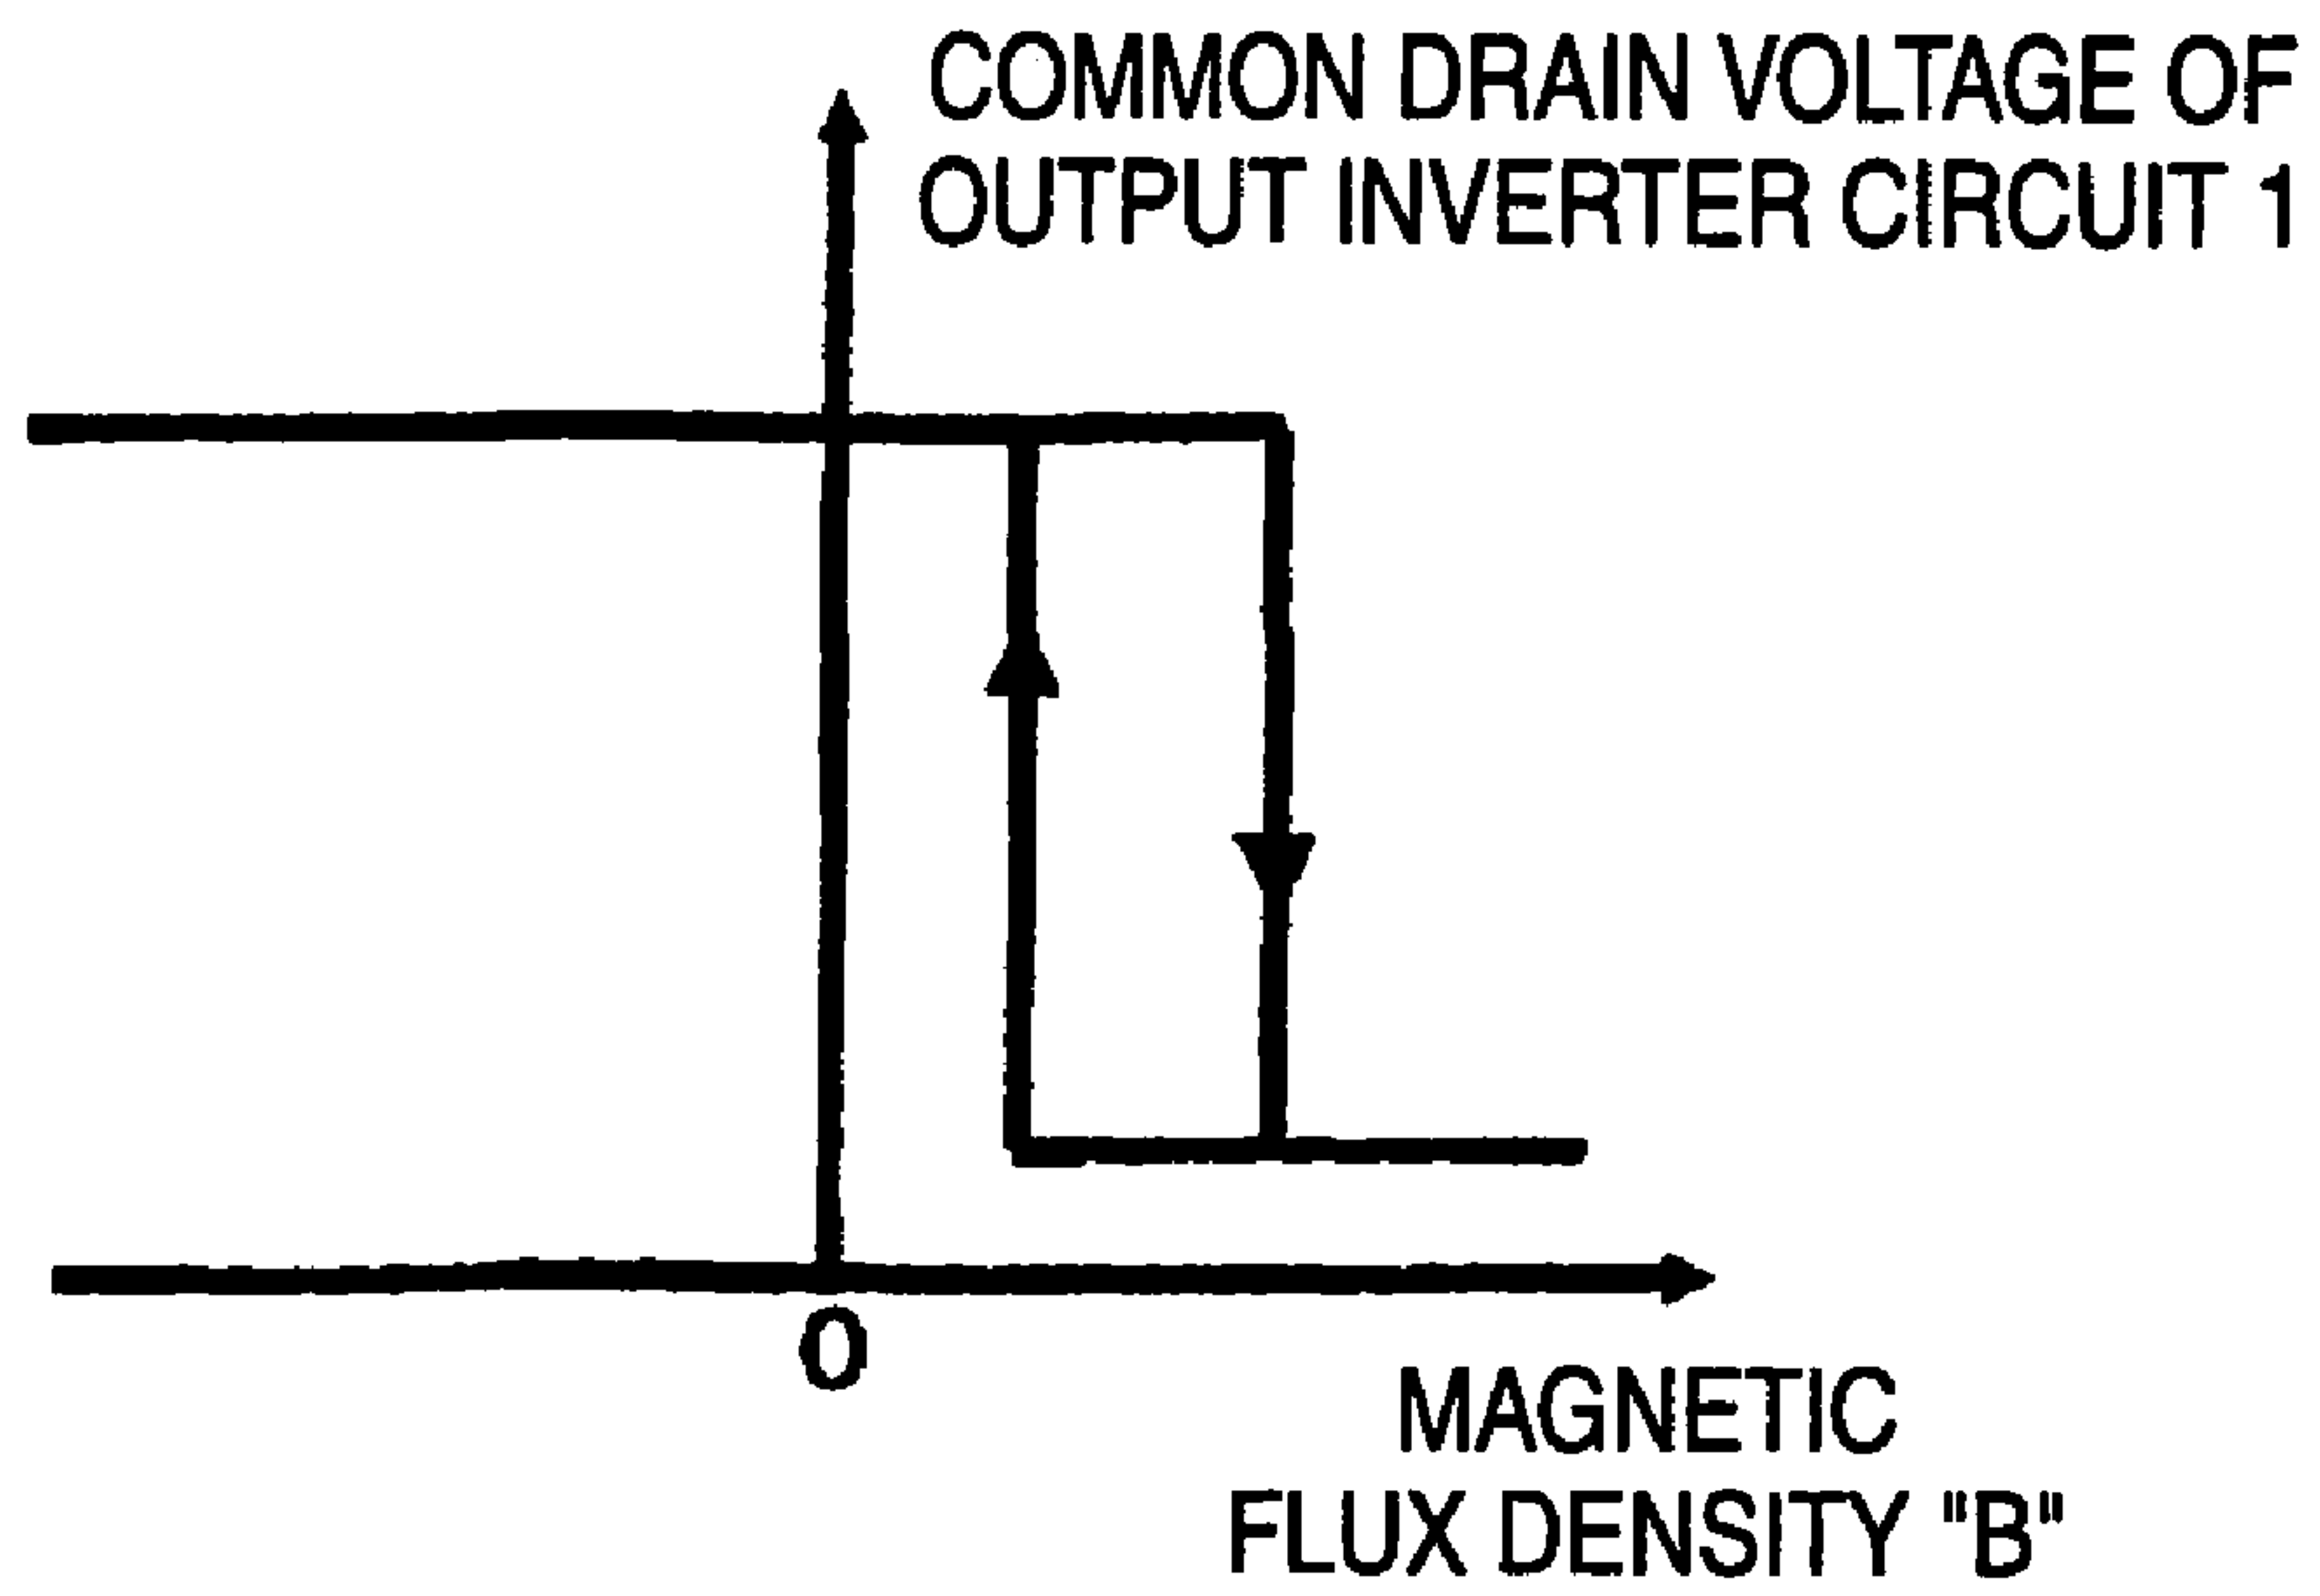 COMMON DRAIN VOLTAGE OF
OUTPUT INVERTER CIRCUIT 1
0
MAGNETIC
FLUX DENSITY "B"